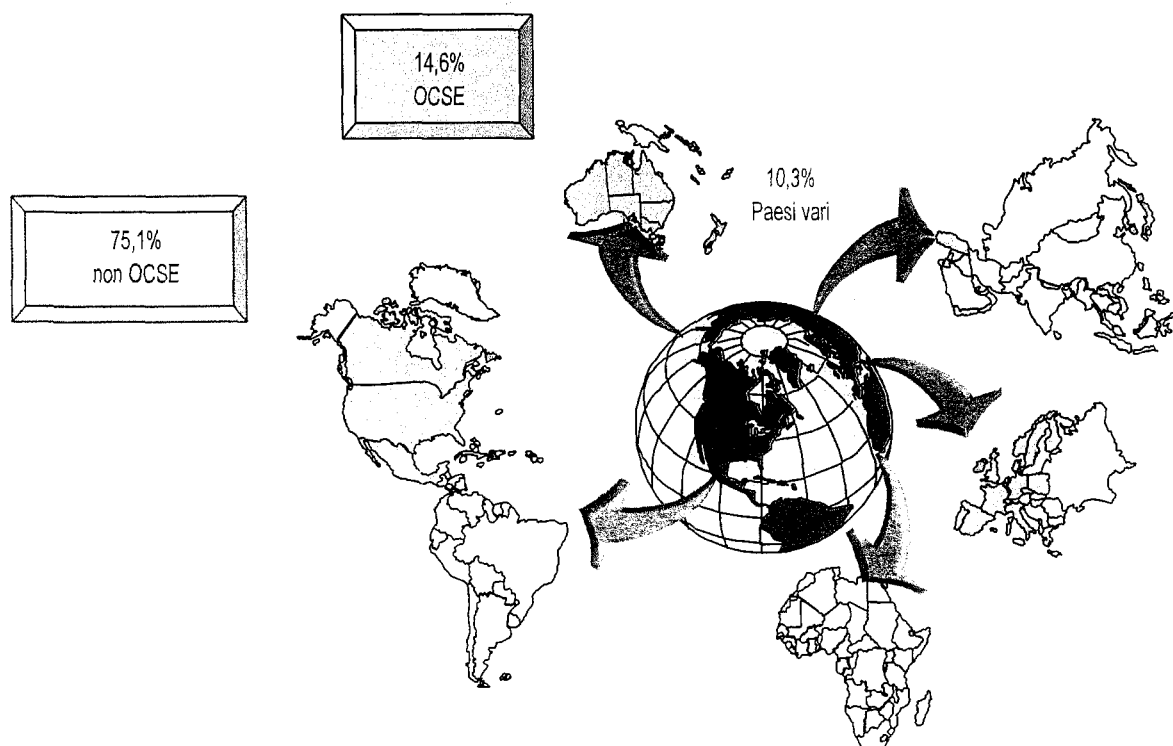 14,6%
OCSE
10,3%
Paesi vari
75,1%
non OCSE